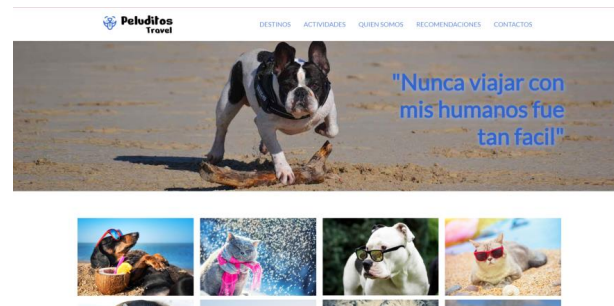 Peluditos
Travel
DESTINOS ACTIVIDADES QUIEN SOMOS RECOMENDACIONES CONTACTOS
"Nunca viajar con
mis humanos fue
tan facil"